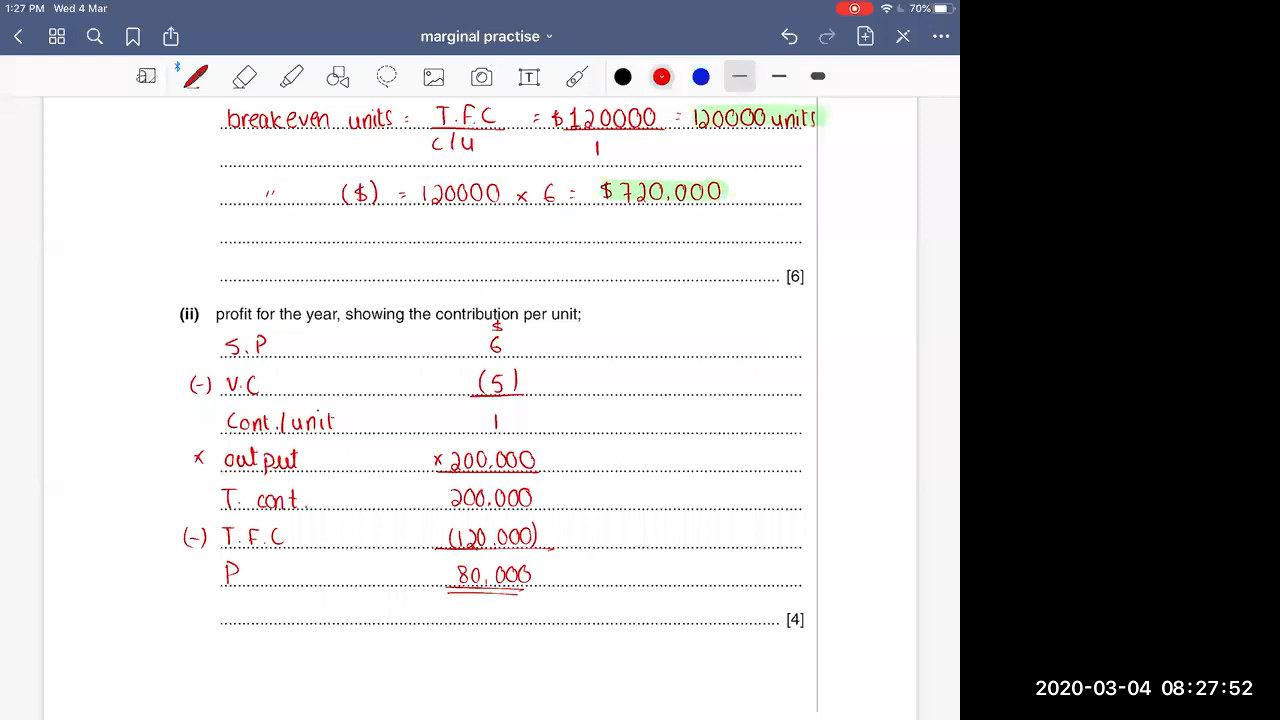 1:27 PM Wed 4 Mar
70%
marginal practise
T
breakeven units = T.F.C = $120000 = 120000 units
c/u 1
" ($) = 120000 × 6 = $720,000
[6]
(ii) profit for the year, showing the contribution per unit;
$
S.P 6
(-) V.C (5)
Cont./unit 1
× output × 200,000
T. cont. 200.000
(-) T.F.C (120.000)
P 80,000
[4]
2020-03-04 08:27:52